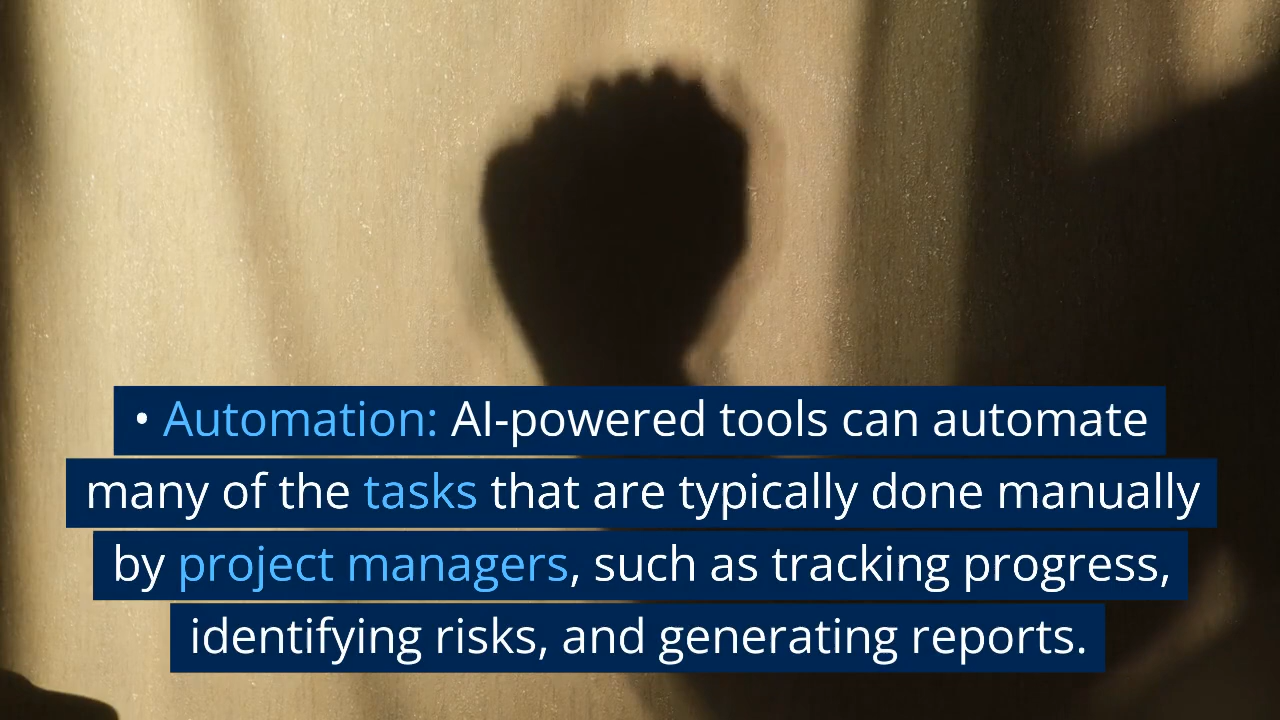 • Automation: AI-powered tools can automate
many of the tasks that are typically done manually
by project managers, such as tracking progress,
identifying risks, and generating reports.